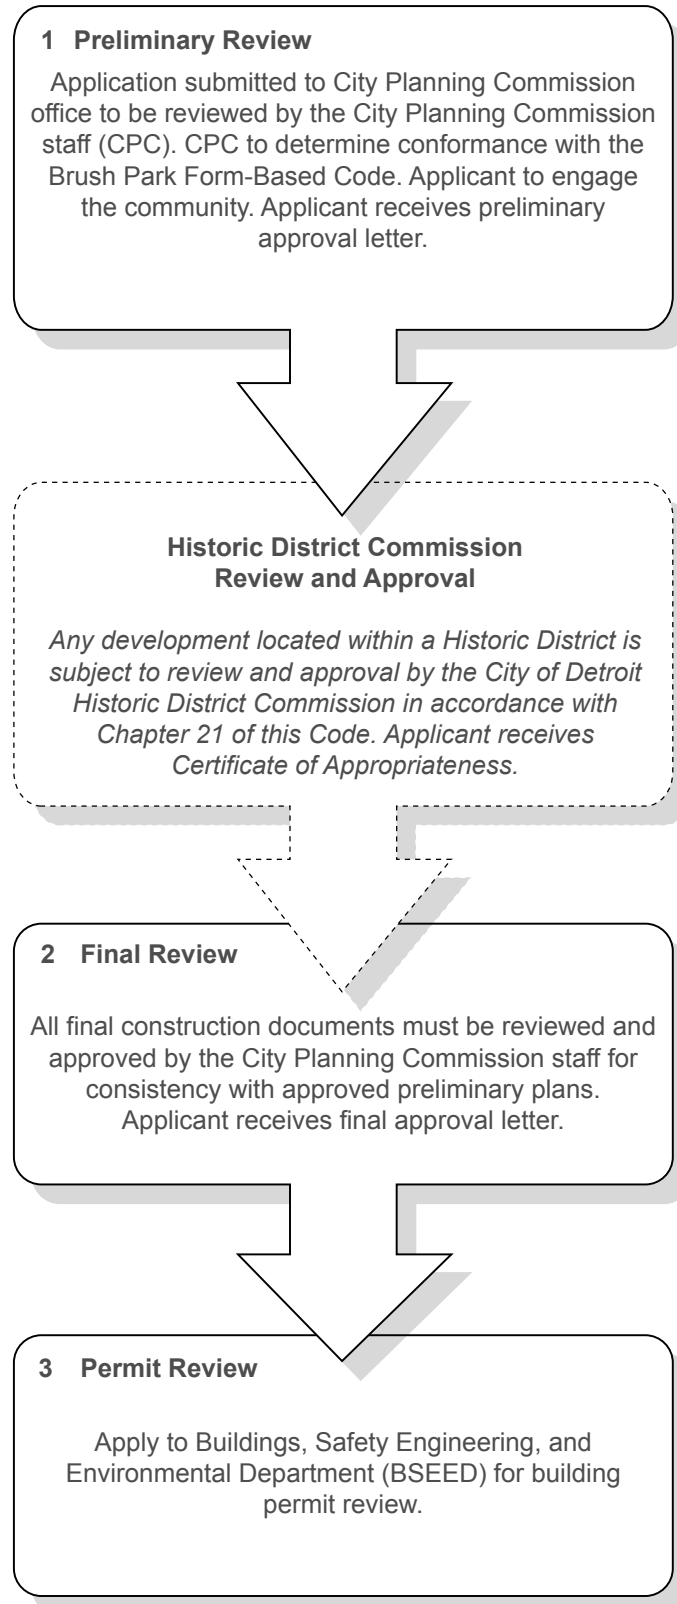 1 Preliminary Review
Application submitted to City Planning Commission
office to be reviewed by the City Planning Commission
staff (CPC). CPC to determine conformance with the
Brush Park Form-Based Code. Applicant to engage
the community. Applicant receives preliminary
approval letter.
Historic District Commission
Review and Approval
Any development located within a Historic District is
subject to review and approval by the City of Detroit
Historic District Commission in accordance with
Chapter 21 of this Code. Applicant receives
Certificate of Appropriateness.
2 Final Review
All final construction documents must be reviewed and
approved by the City Planning Commission staff for
consistency with approved preliminary plans.
Applicant receives final approval letter.
3 Permit Review
Apply to Buildings, Safety Engineering, and
Environmental Department (BSEED) for building
permit review.